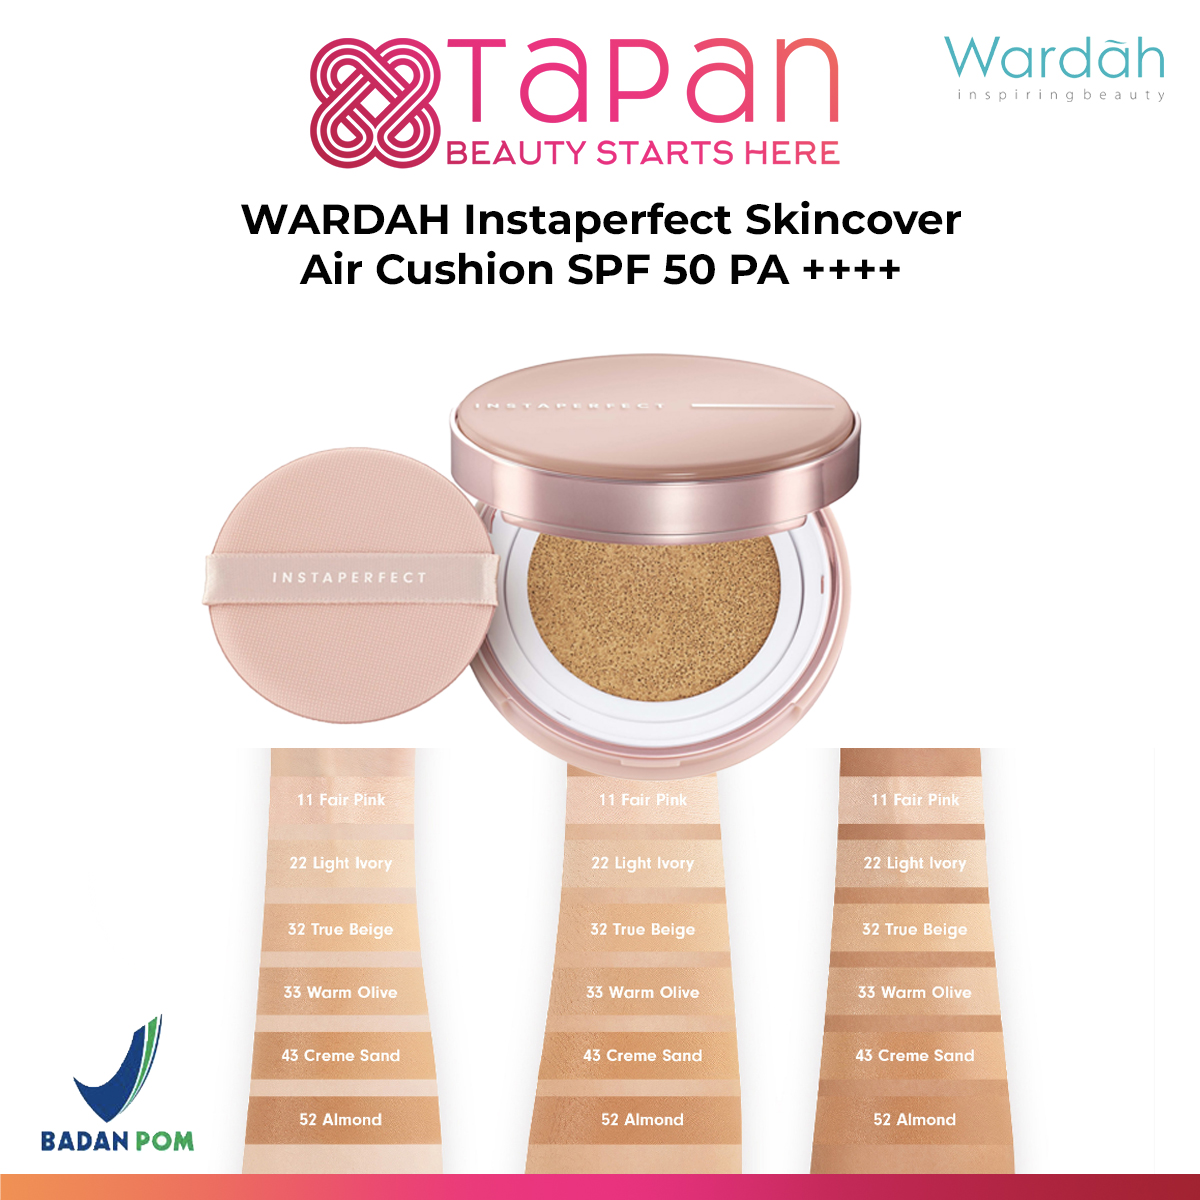 TAPAN
BEAUTY STARTS HERE
Wardah
inspiring beauty
WARDAH Instaperfect Skincover
Air Cushion SPF 50 PA ++++
INSTAPERFECT
INSTAPERFECT
11 Fair Pink
22 Light Ivory
32 True Beige
33 Warm Olive
43 Creme Sand
52 Almond
11 Fair Pink
22 Light Ivory
32 True Beige
33 Warm Olive
43 Creme Sand
52 Almond
11 Fair Pink
22 Light Ivory
32 True Beige
33 Warm Olive
43 Creme Sand
52 Almond
BADAN POM